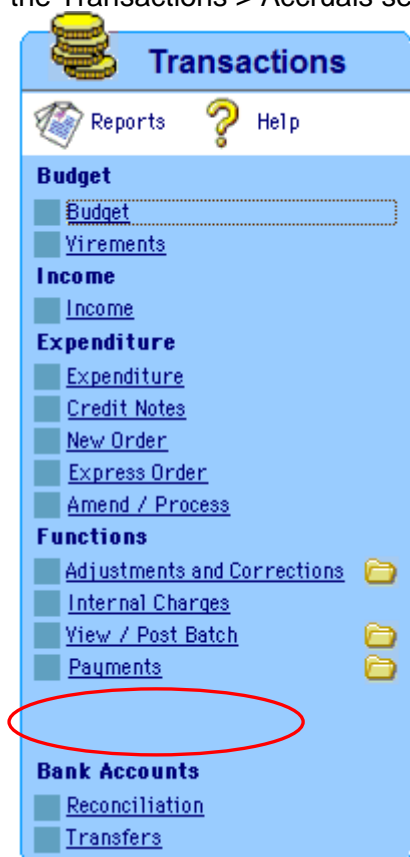 the Transactions > Accruals se
Transactions
Reports Help
Budget
Budget
Virements
Income
Income
Expenditure
Expenditure
Credit Notes
New Order
Express Order
Amend / Process
Functions
Adjustments and Corrections
Internal Charges
View / Post Batch
Payments
Bank Accounts
Reconciliation
Transfers